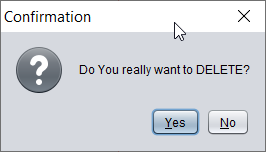 Confirmation
Do You really want to DELETE?
Yes
No